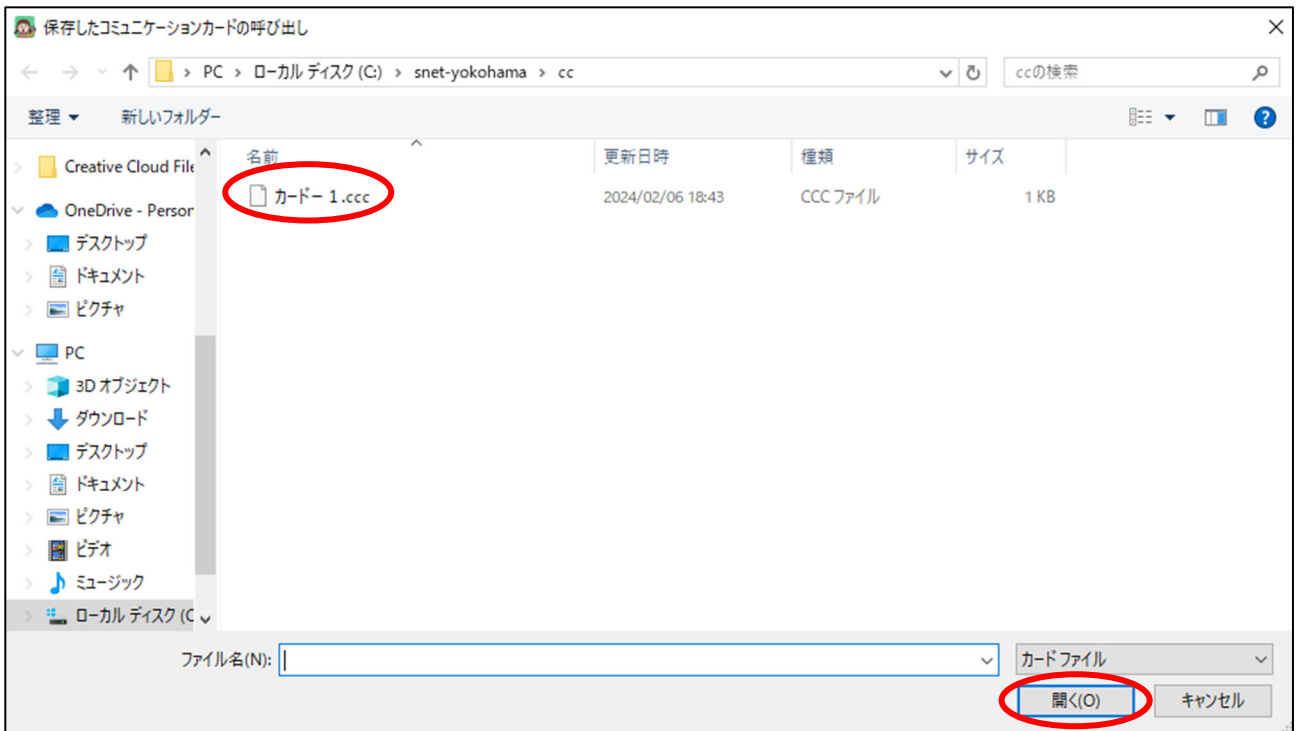 保存したコミュニケーションカードの呼び出し
PC > ローカル ディスク (C:) > snet-yokohama > cc
ccの検索
整理
新しいフォルダー
名前 更新日時 種類 サイズ
カードー 1.ccc 2024/02/06 18:43 CCC ファイル 1 KB
Creative Cloud File
OneDrive - Person
デスクトップ
ドキュメント
ピクチャ
PC
3D オブジェクト
ダウンロード
デスクトップ
ドキュメント
ピクチャ
ビデオ
ミュージック
ローカル ディスク (C
ファイル名(N):
カード ファイル
開く(O)
キャンセル